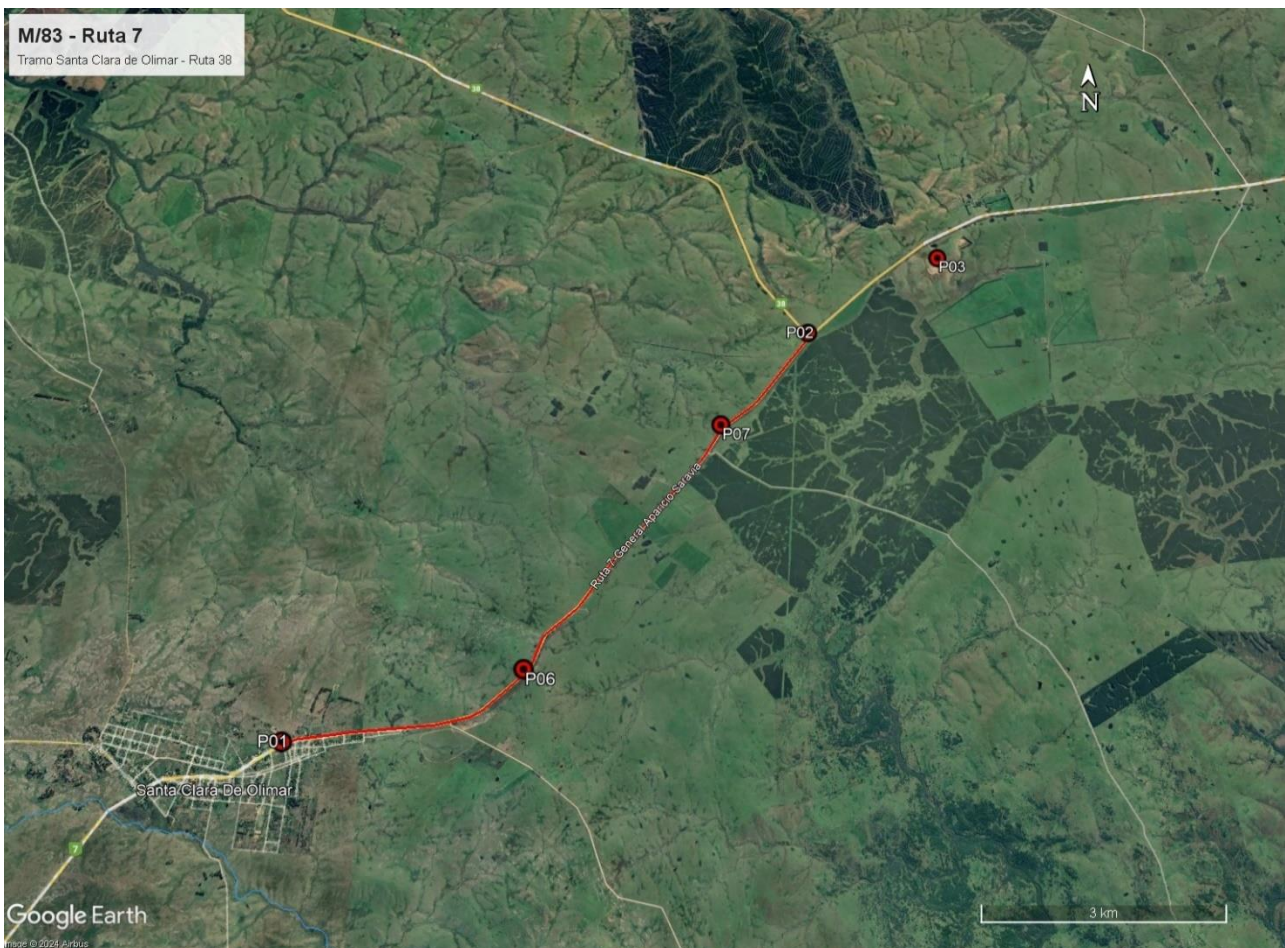 M/83 - Ruta 7
Tramo Santa Clara de Olimar - Ruta 38
N
38
38
P03
P02
P07
Ruta 7 General Aparicio Saravia
P06
P01
Santa Clara De Olimar
7
Google Earth
3 km
Image © 2024 Airbus